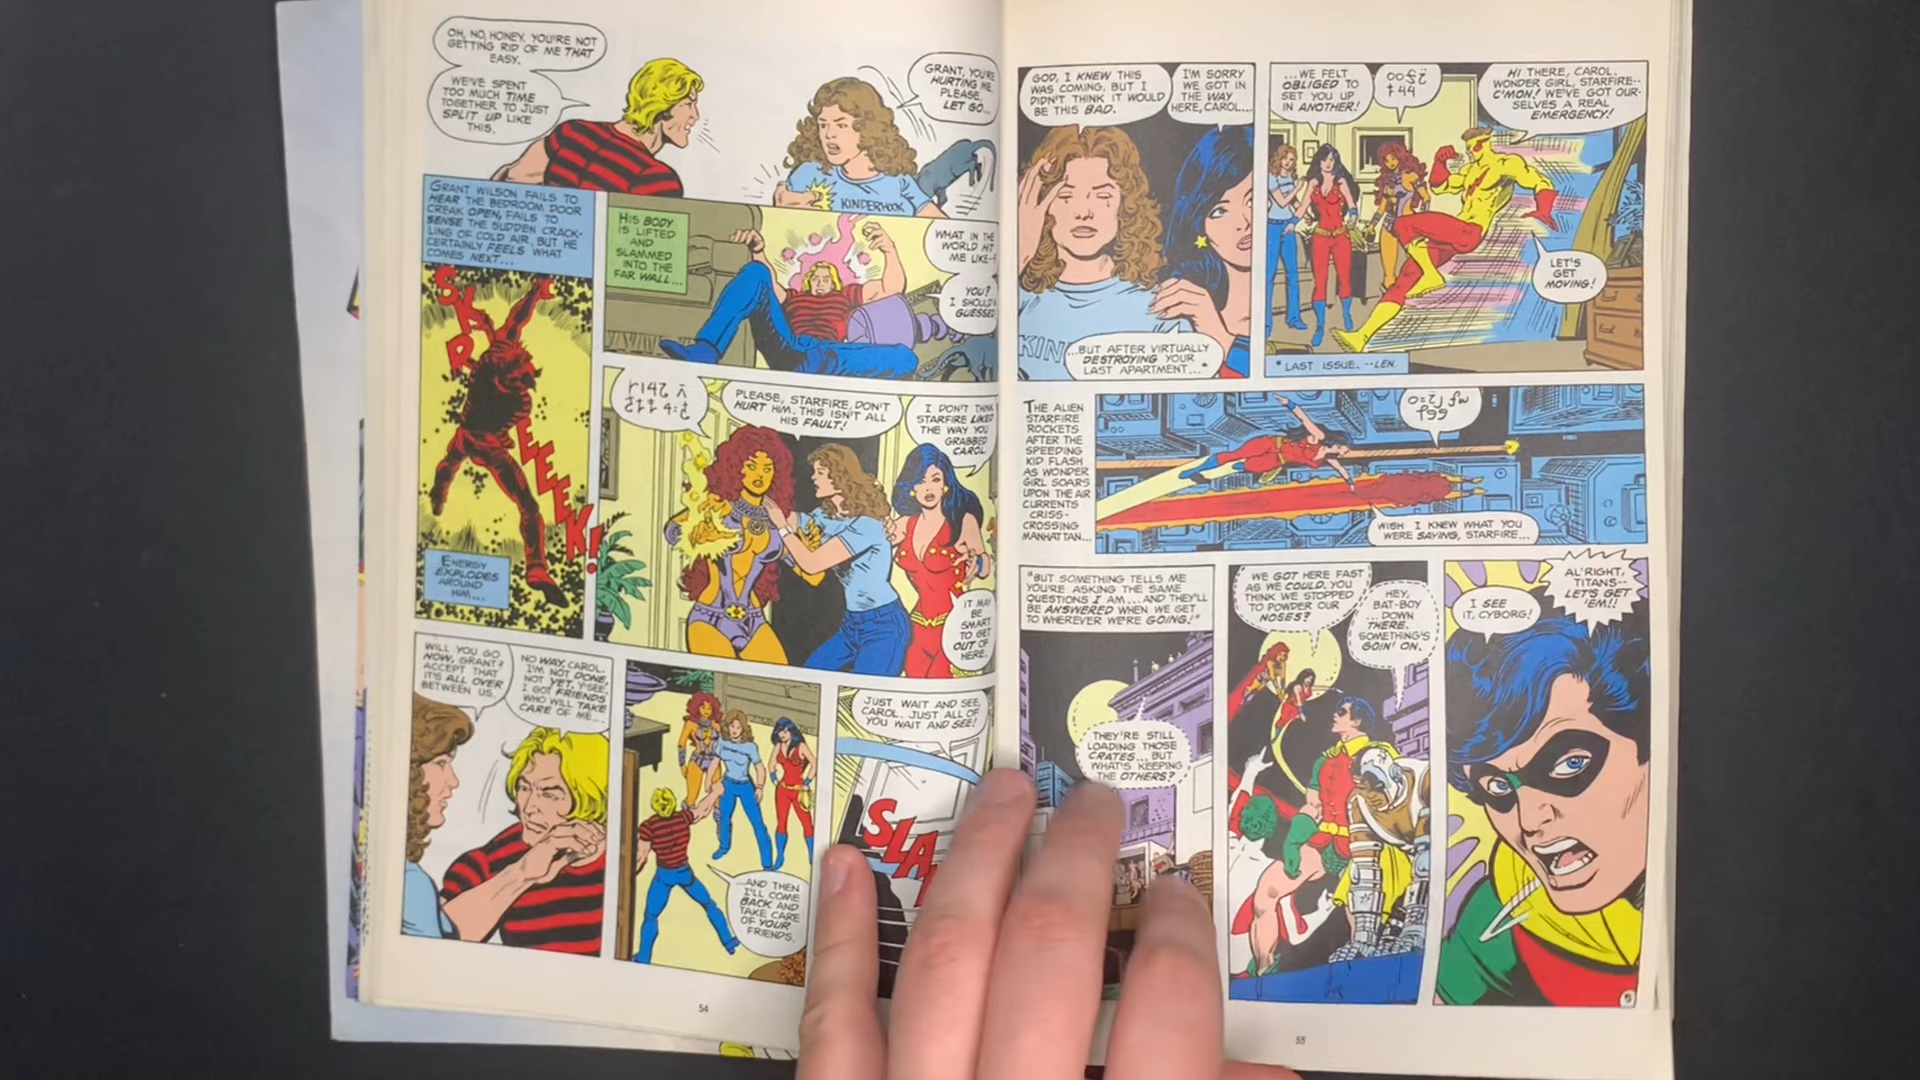 OH, NO, HONEY. YOU'RE NOT
GETTING RID OF ME THAT
EASY.
WE'VE SPENT
TOO MUCH TIME
TOGETHER TO JUST
SPLIT UP LIKE
THIS.
GRANT, YOU'RE
HURTING ME.
PLEASE,
LET GO...
KINDERHOOK
GRANT WILSON FAILS TO
HEAR THE BEDROOM DOOR
CREAK OPEN, FAILS TO
SENSE THE SUDDEN CRACK-
LING OF COLD AIR. BUT HE
CERTAINLY FEELS WHAT
COMES NEXT...
ENERGY
EXPLODES
AROUND
HIM...
HIS BODY
IS LIFTED
AND
SLAMMED
INTO THE
FAR WALL...
WHAT IN THE
WORLD HIT
ME LIKE--?
YOU?
I SHOULD'A
GUESSED
PLEASE, STARFIRE, DON'T
HURT HIM. THIS ISN'T ALL
HIS FAULT!
I DON'T THINK
STARFIRE LIKED
THE WAY YOU
GRABBED
CAROL.
IT MAY
BE
SMART
TO GET
OUT OF
HERE.
WILL YOU GO
NOW, GRANT?
ACCEPT THAT
IT'S ALL OVER
BETWEEN US.
NO WAY, CAROL.
I'M NOT DONE,
NOT YET. Y'SEE,
I GOT FRIENDS
WHO WILL TAKE
CARE OF ME...
...AND THEN
I'LL COME
BACK AND
TAKE CARE
OF YOUR
FRIENDS.
JUST WAIT AND SEE,
CAROL. JUST ALL OF
YOU WAIT AND SEE!
54
GOD, I KNEW THIS
WAS COMING, BUT I
DIDN'T THINK IT WOULD
BE THIS BAD.
I'M SORRY
WE GOT IN
THE WAY
HERE, CAROL...
KIN
...BUT AFTER VIRTUALLY
DESTROYING YOUR
LAST APARTMENT...*
...WE FELT
OBLIGED TO
SET YOU UP
IN ANOTHER!
HI THERE, CAROL.
WONDER GIRL, STARFIRE--
C'MON! WE'VE GOT OUR-
SELVES A REAL
EMERGENCY!
LET'S
GET
MOVING!
* LAST ISSUE. --LEN.
THE ALIEN
STARFIRE
ROCKETS
AFTER THE
SPEEDING
KID FLASH
AS WONDER
GIRL SOARS
UPON THE AIR
CURRENTS
CRISS-
CROSSING
MANHATTAN...
WISH I KNEW WHAT YOU
WERE SAYING, STARFIRE...
"BUT SOMETHING TELLS ME
YOU'RE ASKING THE SAME
QUESTIONS I AM...AND THEY'LL
BE ANSWERED WHEN WE GET
TO WHEREVER WE'RE GOING!"
THEY'RE STILL
LOADING THOSE
CRATES... BUT
WHAT'S KEEPING
THE OTHERS?
WE GOT HERE FAST
AS WE COULD. YOU
THINK WE STOPPED
TO POWDER OUR
NOSES?
HEY,
BAT-BOY
...DOWN
THERE.
SOMETHING'S
GOIN' ON.
I SEE
IT, CYBORG!
AL'RIGHT,
TITANS--
LET'S GET
'EM!!
55